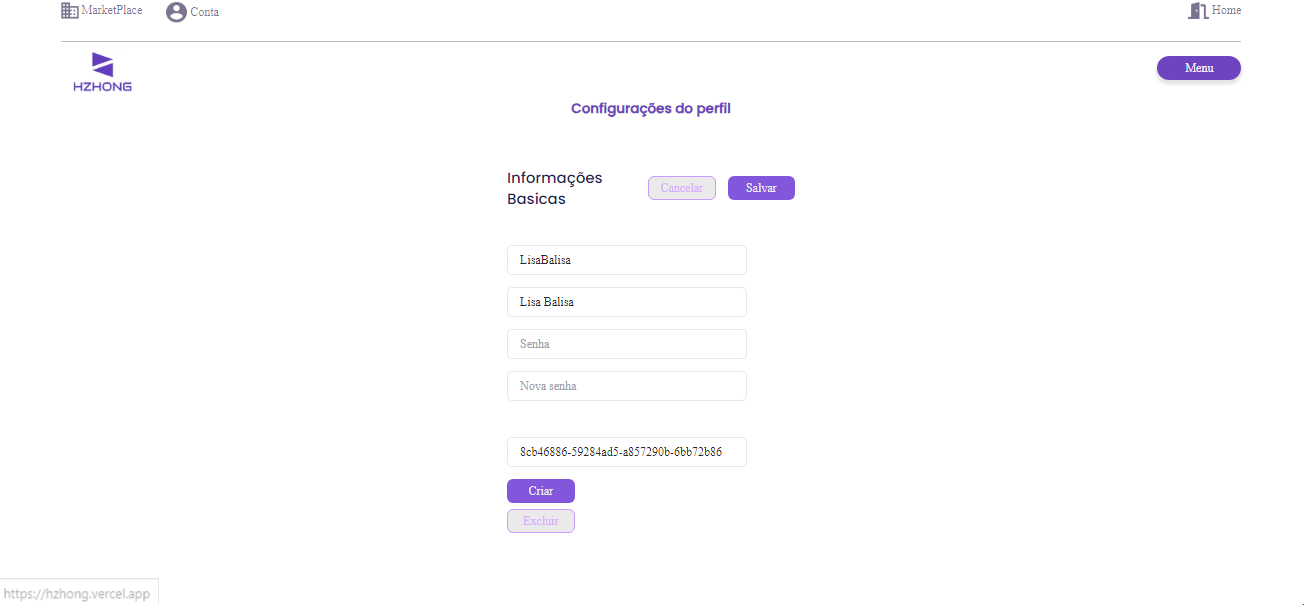 MarketPlace
Conta
Home
HZHONG
Menu
Configurações do perfil
Informações
Basicas
Cancelar
Salvar
LisaBalisa
Lisa Balisa
Senha
Nova senha
8cb46886-59284ad5-a857290b-6bb72b86
Criar
Excluir
https://hzhong.vercel.app